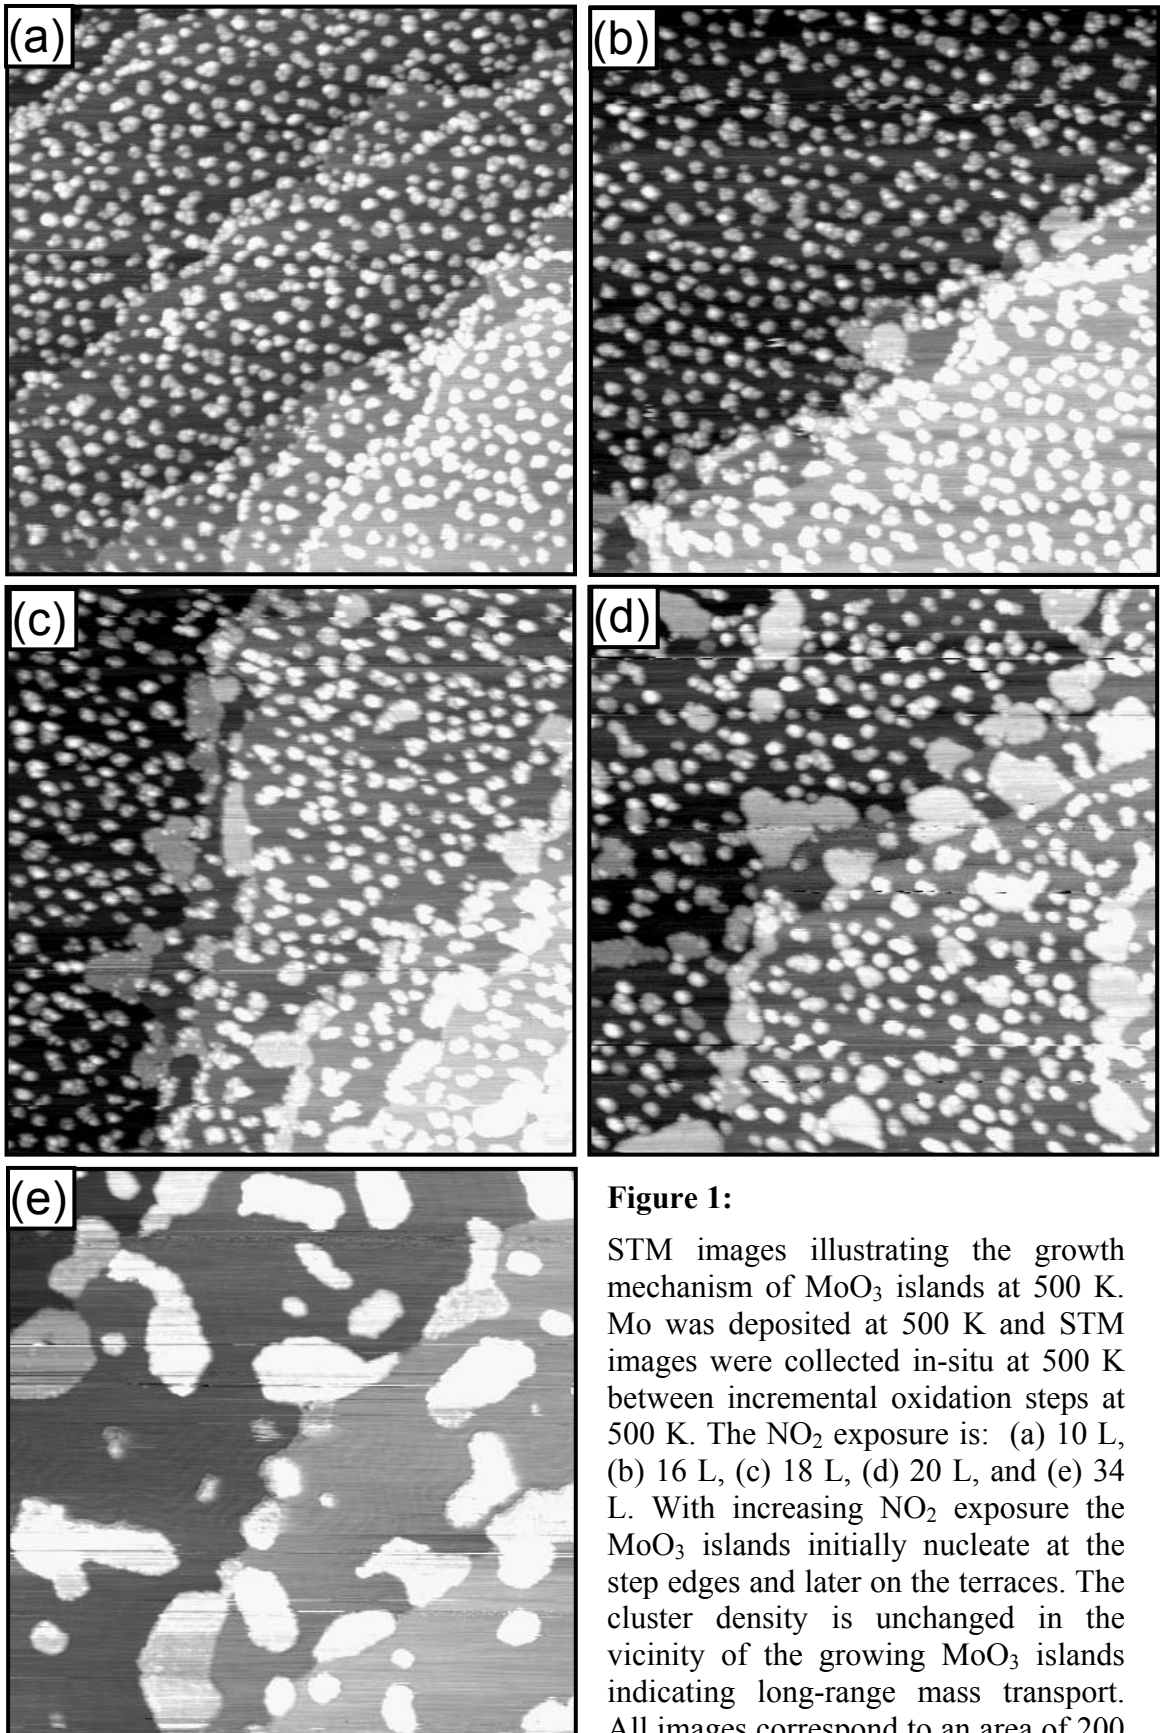 (a)
(b)
(c)
(d)
(e)
Figure 1:
STM images illustrating the growth
mechanism of MoO₃ islands at 500 K.
Mo was deposited at 500 K and STM
images were collected in-situ at 500 K
between incremental oxidation steps at
500 K. The NO₂ exposure is: (a) 10 L,
(b) 16 L, (c) 18 L, (d) 20 L, and (e) 34
L. With increasing NO₂ exposure the
MoO₃ islands initially nucleate at the
step edges and later on the terraces. The
cluster density is unchanged in the
vicinity of the growing MoO₃ islands
indicating long-range mass transport.
All images correspond to an area of 200